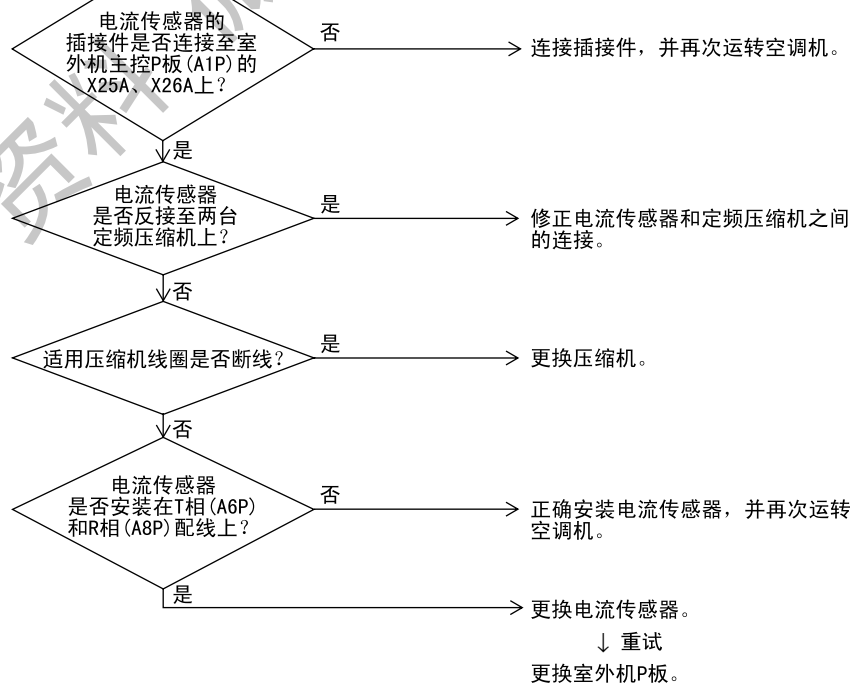 电流传感器的
插接件是否连接至室
外机主控P板(A1P)的
X25A、X26A上？
否
连接插接件，并再次运转空调机。
是
电流传感器
是否反接至两台
定频压缩机上？
是
修正电流传感器和定频压缩机之间
的连接。
否
适用压缩机线圈是否断线？
是
更换压缩机。
否
电流传感器
是否安装在T相(A6P)
和R相(A8P)配线上？
否
正确安装电流传感器，并再次运转
空调机。
是
更换电流传感器。
↓ 重试
更换室外机P板。
资料